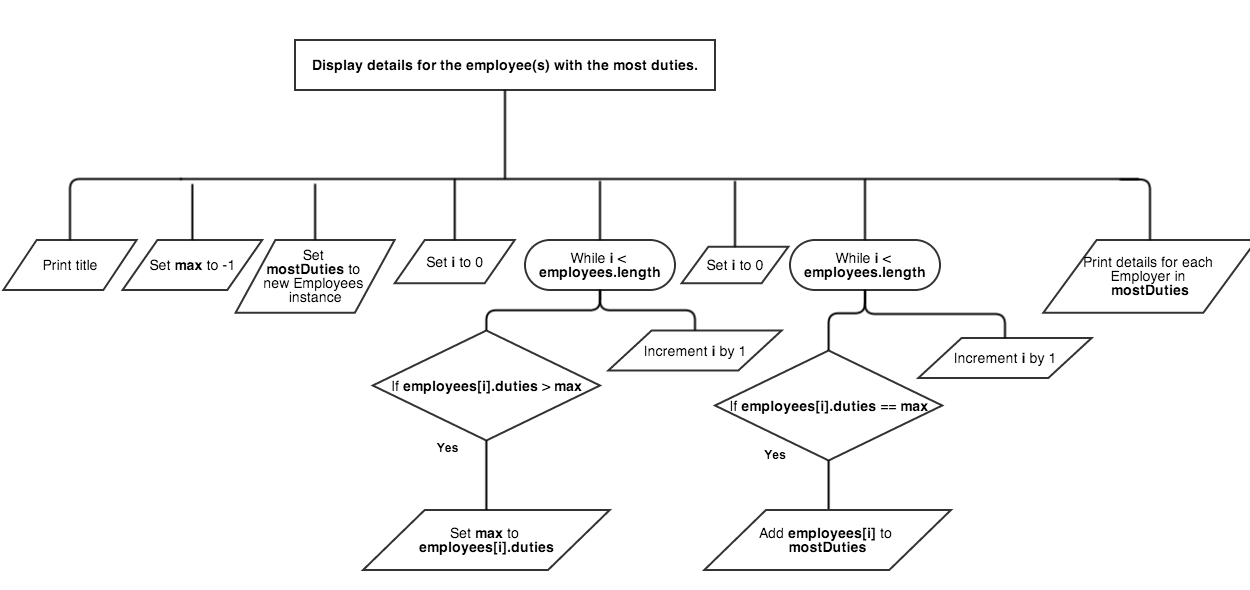 Display details for the employee(s) with the most duties.
Print title
Set max to -1
Set
mostDuties to
new Employees
instance
Set i to 0
While i <
employees.length
Set i to 0
While i <
employees.length
Print details for each
Employer in
mostDuties
Increment i by 1
Increment i by 1
If employees[i].duties > max
If employees[i].duties == max
Yes
Yes
Set max to
employees[i].duties
Add employees[i] to
mostDuties